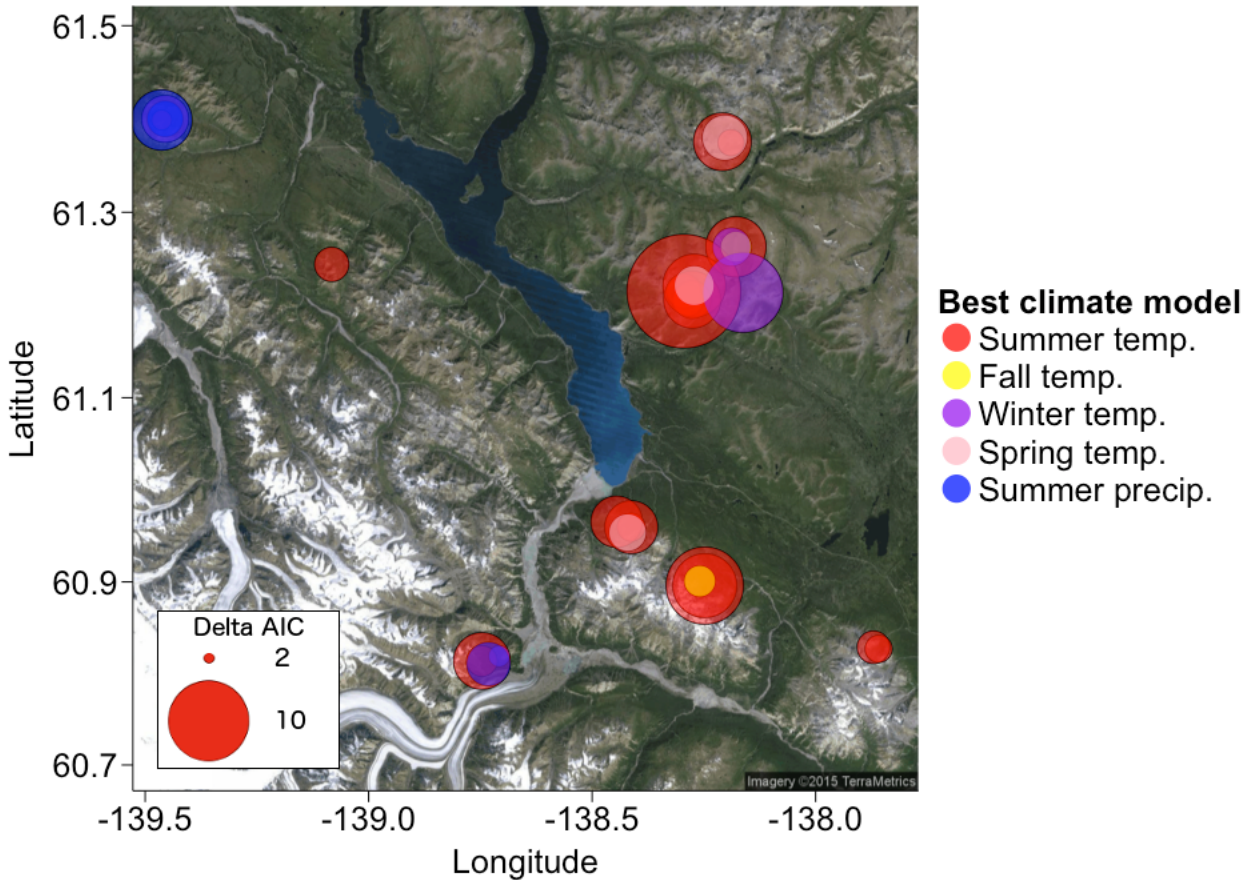 61.5
61.3
61.1
60.9
60.7
Latitude
-139.5
-139.0
-138.5
-138.0
Longitude
Delta AIC
2
10
Imagery ©2015 TerraMetrics
Best climate model
Summer temp.
Fall temp.
Winter temp.
Spring temp.
Summer precip.